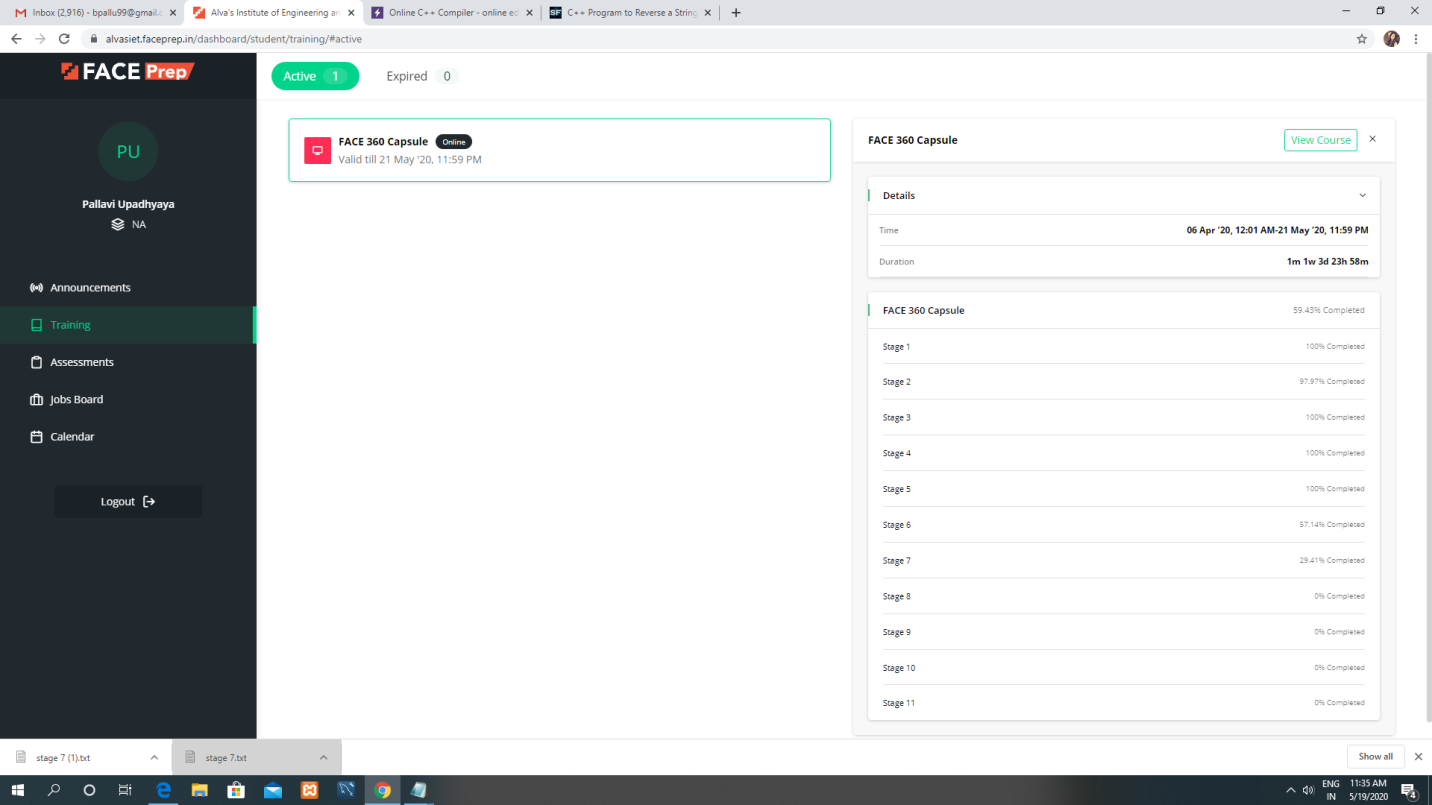 Inbox (2,916) - bpallu99@gmail.c
Alva's Institute of Engineering an
Online C++ Compiler - online ed
SF C++ Program to Reverse a String
alvasiet.faceprep.in/dashboard/student/training/#active
FACE Prep
Active 1
Expired 0
PU
Pallavi Upadhyaya
NA
Announcements
Training
Assessments
Jobs Board
Calendar
Logout
FACE 360 Capsule Online
Valid till 21 May '20, 11:59 PM
FACE 360 Capsule View Course
Details
Time 06 Apr '20, 12:01 AM-21 May '20, 11:59 PM
Duration 1m 1w 3d 23h 58m
FACE 360 Capsule 59.43% Completed
Stage 1 100% Completed
Stage 2 97.97% Completed
Stage 3 100% Completed
Stage 4 100% Completed
Stage 5 100% Completed
Stage 6 57.14% Completed
Stage 7 29.41% Completed
Stage 8 0% Completed
Stage 9 0% Completed
Stage 10 0% Completed
Stage 11 0% Completed
stage 7 (1).txt
stage 7.txt
Show all
ENG
IN
11:35 AM
5/19/2020
4